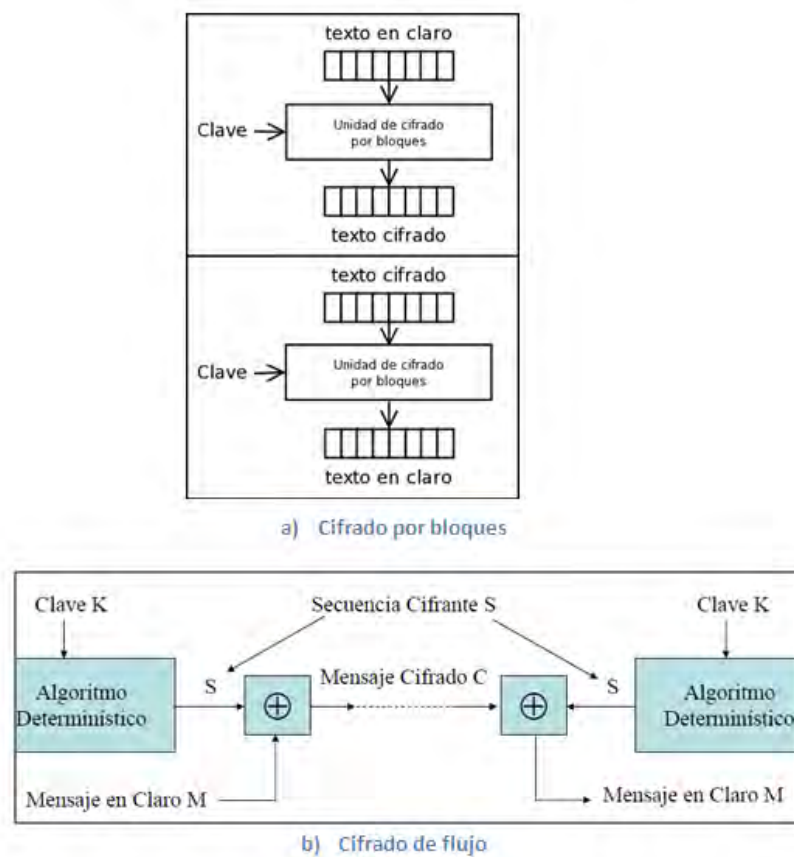 texto en claro
Clave
Unidad de cifrado
por bloques
texto cifrado
texto cifrado
Clave
Unidad de cifrado
por bloques
texto en claro
a) Cifrado por bloques
Clave K
Secuencia Cifrante S
Clave K
Algoritmo
Determinístico
S
⊕
Mensaje Cifrado C
⊕
S
Algoritmo
Determinístico
Mensaje en Claro M
Mensaje en Claro M
b) Cifrado de flujo